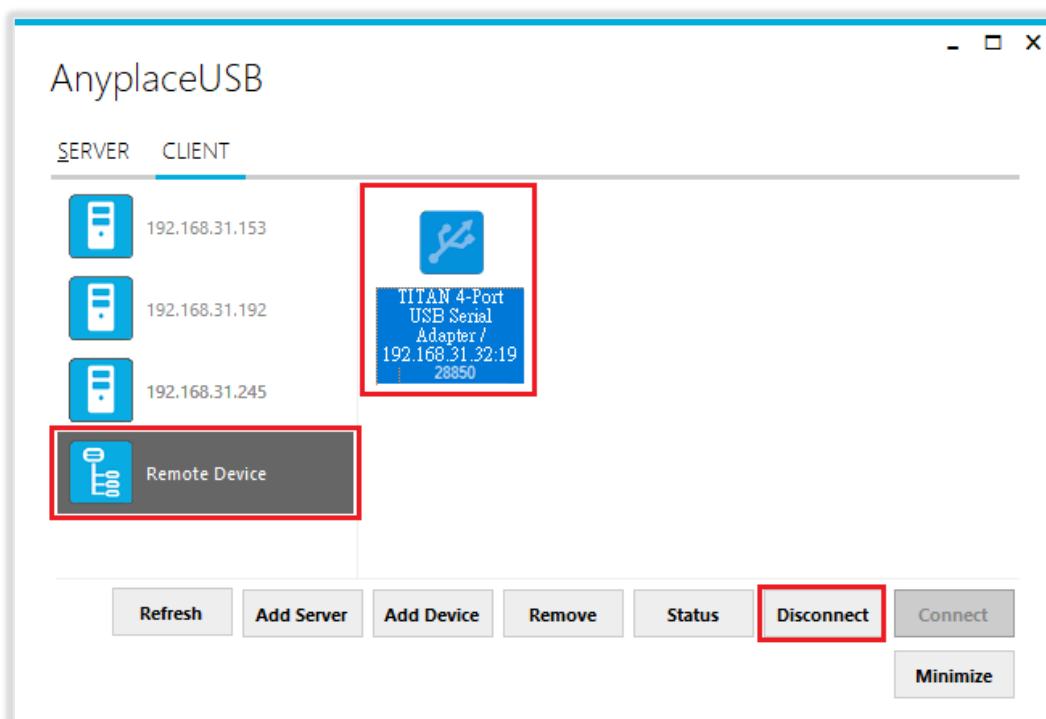 AnyplaceUSB
SERVER CLIENT
192.168.31.153
192.168.31.192
192.168.31.245
Remote Device
TITAN 4-Port
USB Serial
Adapter /
192.168.31.32:19
28850
Refresh Add Server Add Device Remove Status Disconnect Connect
Minimize